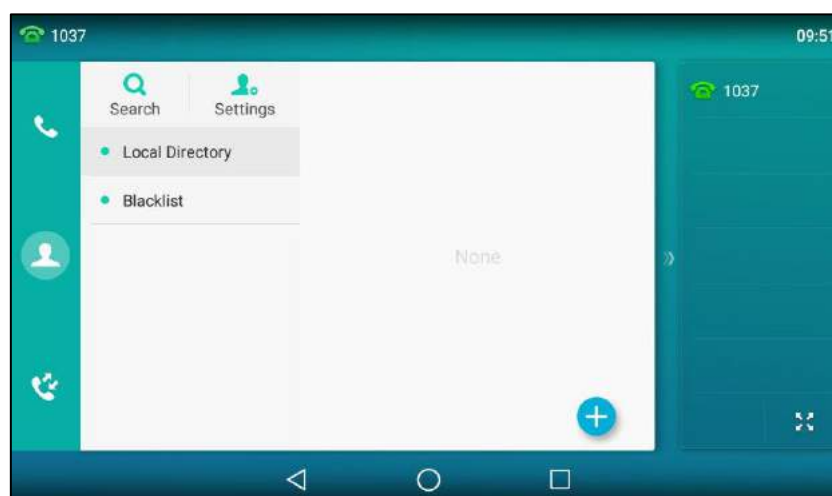 1037
09:51
Search
Settings
Local Directory
Blacklist
None
1037